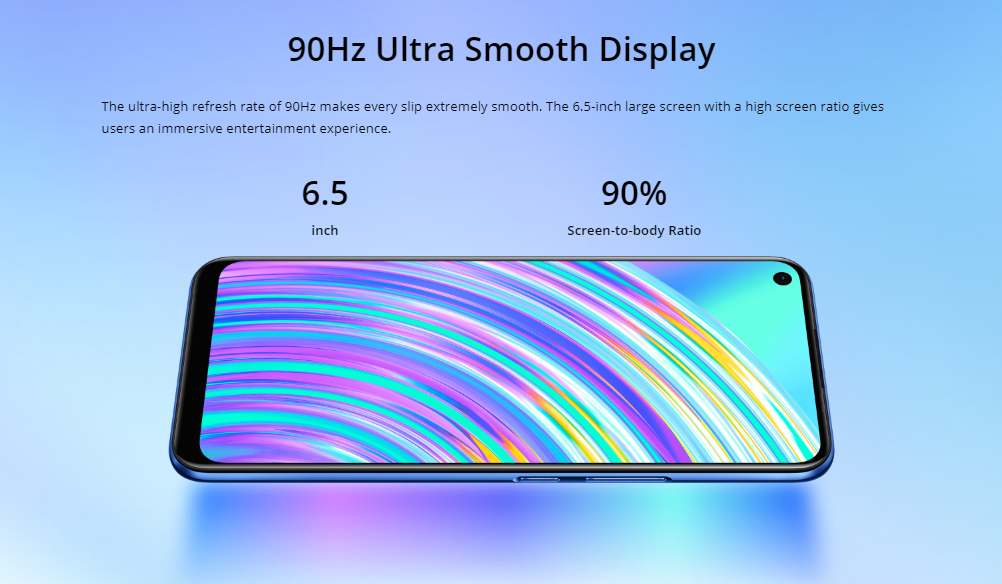 90Hz Ultra Smooth Display
The ultra-high refresh rate of 90Hz makes every slip extremely smooth. The 6.5-inch large screen with a high screen ratio gives
users an immersive entertainment experience.
6.5
90%
inch
Screen-to-body Ratio